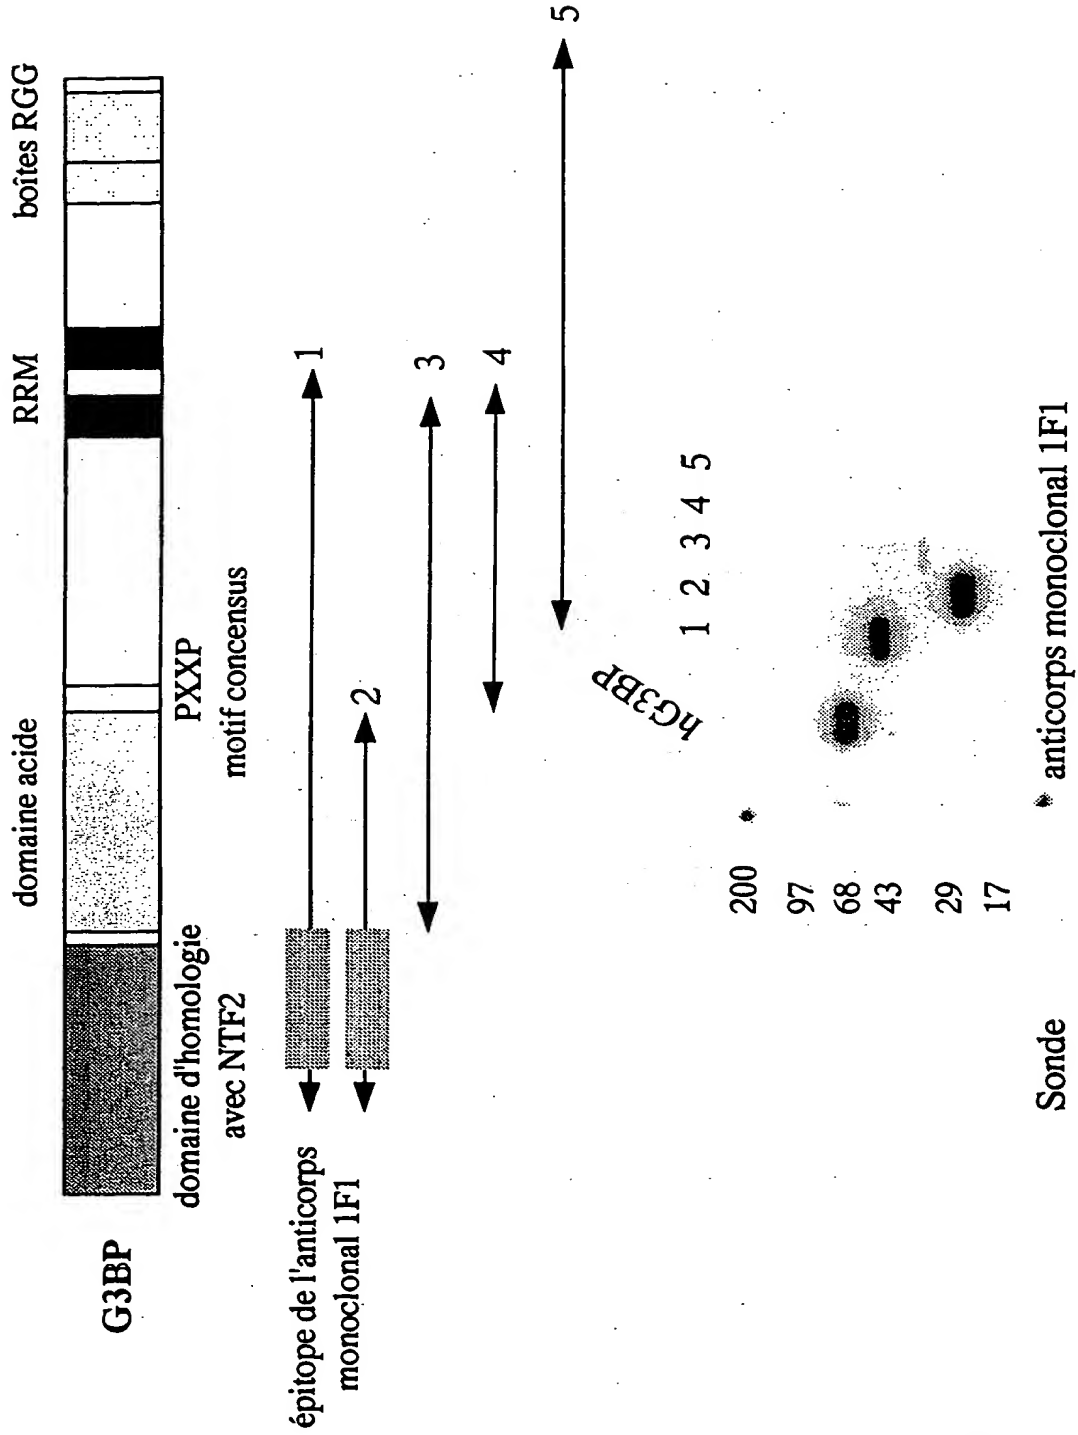 domaine acide
RRM
boîtes RGG
G3BP
domaine d'homologie
avec NTF2
PXXP
motif concensus
épitope de l'anticorps
monoclonal 1F1
1
2
3
4
5
hG3BP
1 2 3 4 5
200
97
68
43
29
17
Sonde
anticorps monoclonal 1F1